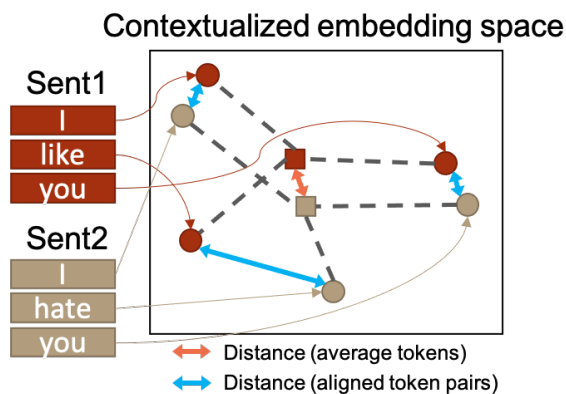 Contextualized embedding space
Sent1
I
like
you
Sent2
I
hate
you
Distance (average tokens)
Distance (aligned token pairs)